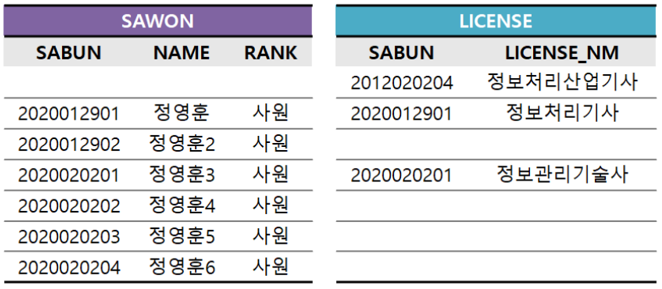 SAWON LICENSE
SABUN NAME RANK SABUN LICENSE_NM
2012020204 정보처리산업기사
2020012901 정영훈 사원 2020012901 정보처리기사
2020012902 정영훈2 사원
2020020201 정영훈3 사원 2020020201 정보관리기술사
2020020202 정영훈4 사원
2020020203 정영훈5 사원
2020020204 정영훈6 사원